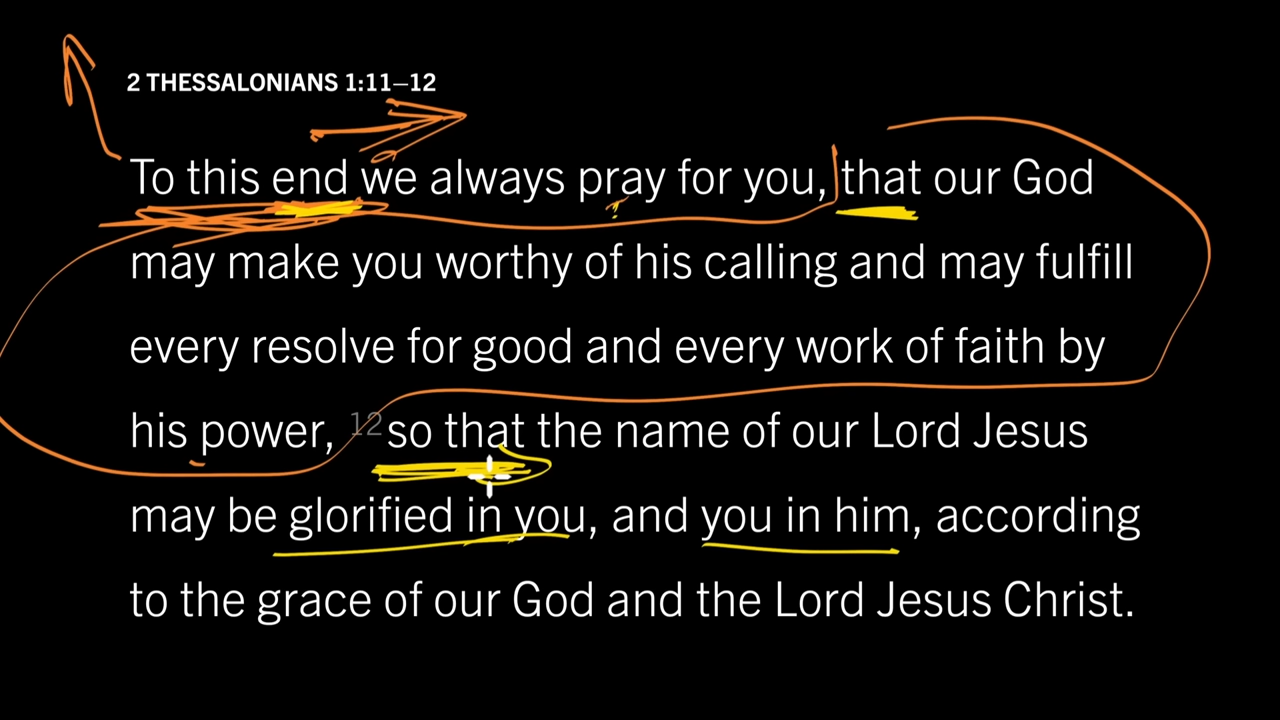 2 THESSALONIANS 1:11–12
To this end we always pray for you, that our God
may make you worthy of his calling and may fulfill
every resolve for good and every work of faith by
his power, 12 so that the name of our Lord Jesus
may be glorified in you, and you in him, according
to the grace of our God and the Lord Jesus Christ.